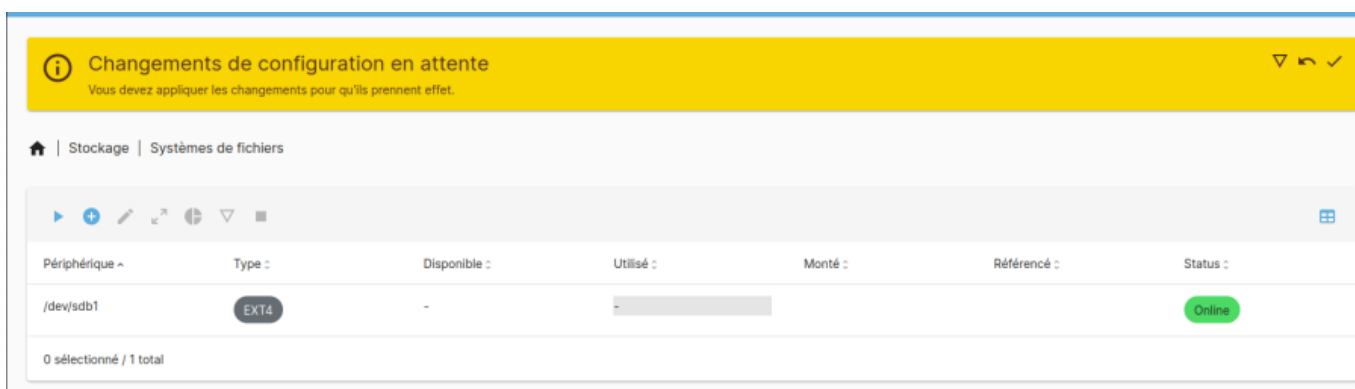 Changements de configuration en attente
Vous devez appliquer les changements pour qu'ils prennent effet.
| Stockage | Systèmes de fichiers
Périphérique Type Disponible Utilisé Monté Référencé Status
/dev/sdb1 EXT4 - - Online
0 sélectionné / 1 total